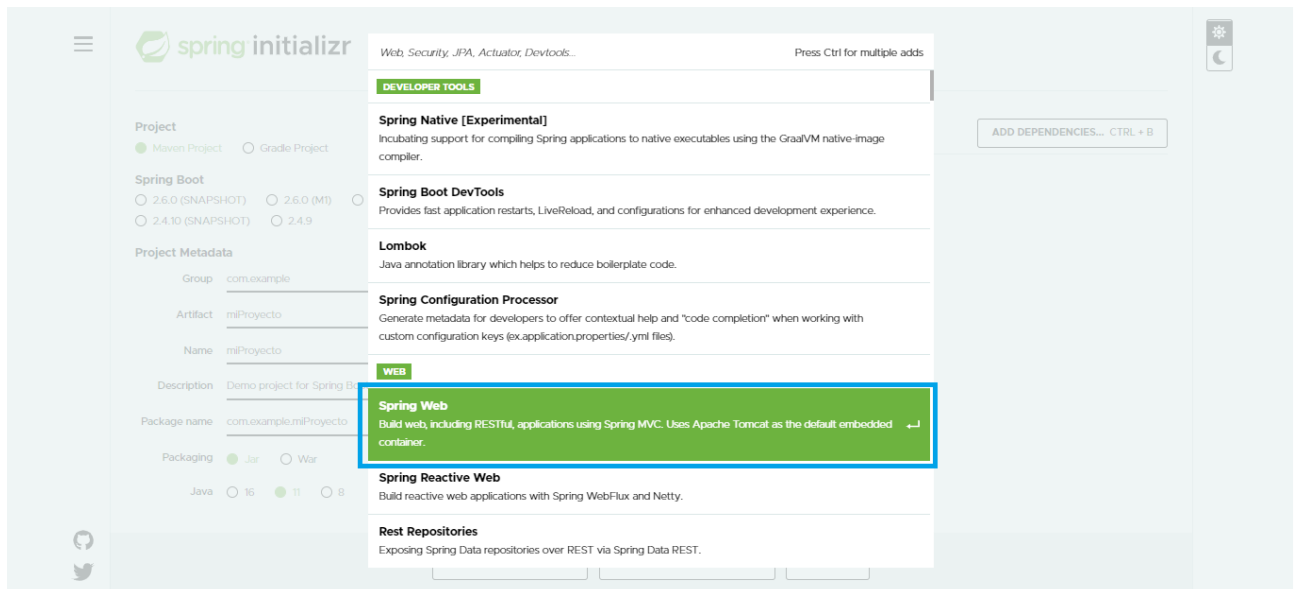 spring initializr
Web, Security, JPA, Actuator, Devtools...
Press Ctrl for multiple adds
DEVELOPER TOOLS
Spring Native [Experimental]
Incubating support for compiling Spring applications to native executables using the GraalVM native-image
compiler.
Spring Boot DevTools
Provides fast application restarts, LiveReload, and configurations for enhanced development experience.
Lombok
Java annotation library which helps to reduce boilerplate code.
Spring Configuration Processor
Generate metadata for developers to offer contextual help and "code completion" when working with
custom configuration keys (ex.application.properties/.yml files).
WEB
Spring Web
Build web, including RESTful, applications using Spring MVC. Uses Apache Tomcat as the default embedded
container.
Spring Reactive Web
Build reactive web applications with Spring WebFlux and Netty.
Rest Repositories
Exposing Spring Data repositories over REST via Spring Data REST.
Project
Maven Project Gradle Project
Spring Boot
2.6.0 (SNAPSHOT) 2.6.0 (M1)
2.4.10 (SNAPSHOT) 2.4.9
Project Metadata
Group com.example
Artifact miProyecto
Name miProyecto
Description Demo project for Spring
Package name com.example.miProyecto
Packaging Jar War
Java 16 11 8
ADD DEPENDENCIES... CTRL + B